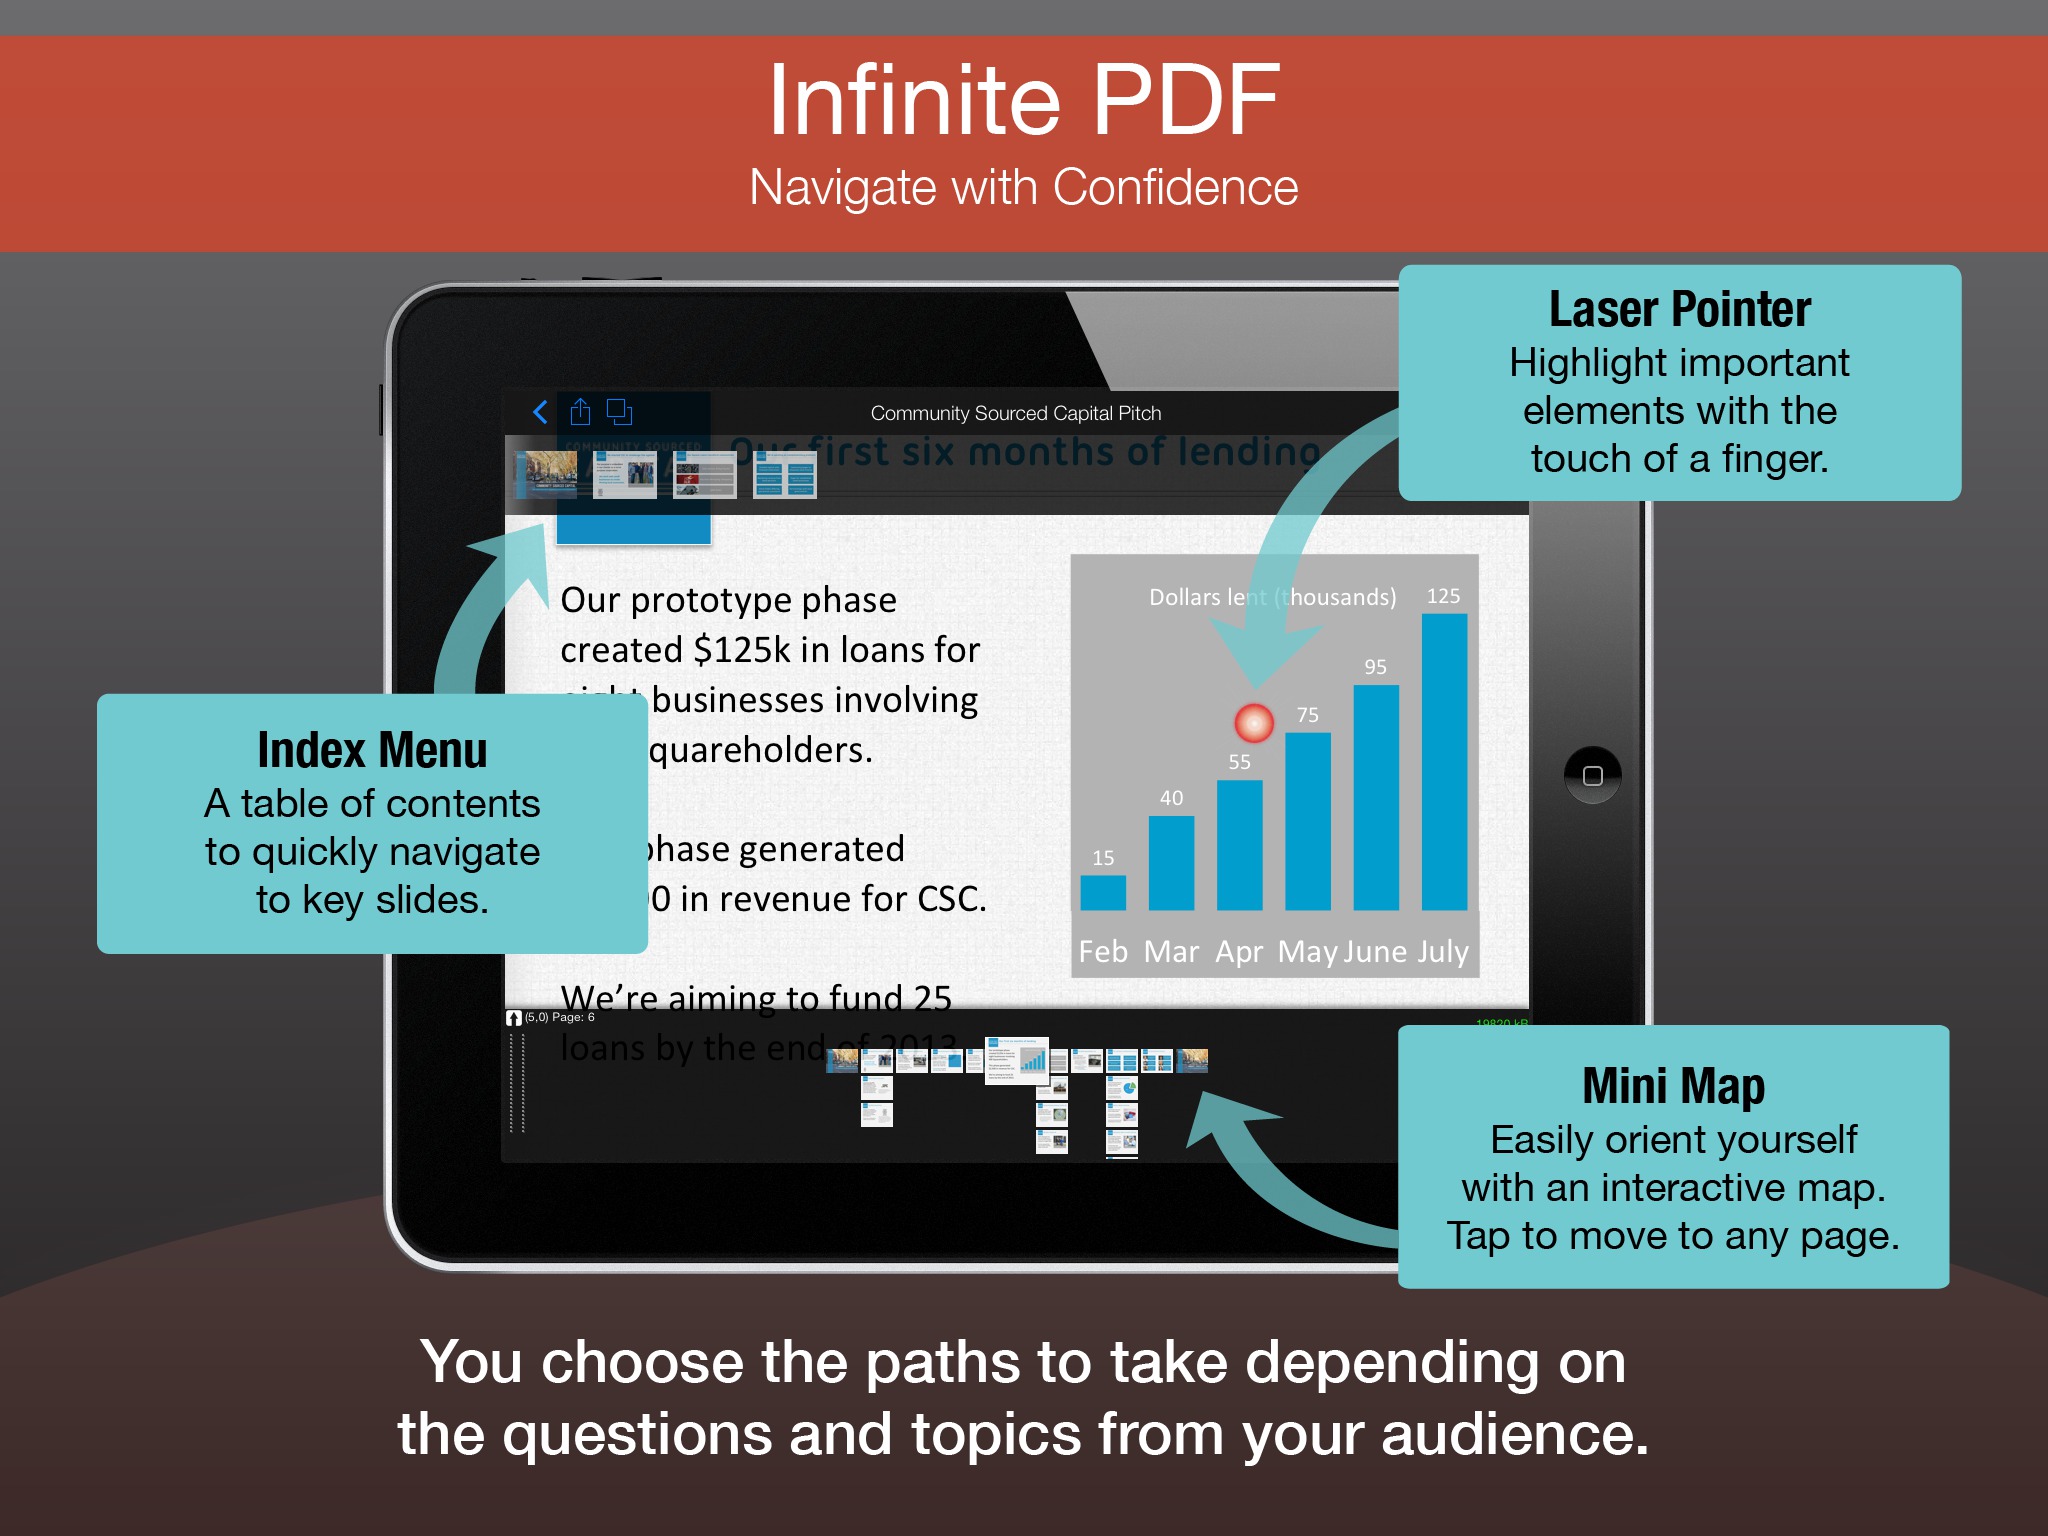 Infinite PDF
Navigate with Confidence
Laser Pointer
Highlight important
elements with the
touch of a finger.
Community Sourced Capital Pitch
COMMUNITY SOURCED
Our first six months of lending
Our prototype phase
created $125k in loans for
eight businesses involving
quareholders.
phase generated
0 in revenue for CSC.
We're aiming to fund 25
loans by the end of 2013
Index Menu
A table of contents
to quickly navigate
to key slides.
Dollars lent (thousands)
125
95
75
55
40
15
Feb Mar Apr May June July
(5,0) Page: 6
19820 kB
Mini Map
Easily orient yourself
with an interactive map.
Tap to move to any page.
You choose the paths to take depending on
the questions and topics from your audience.